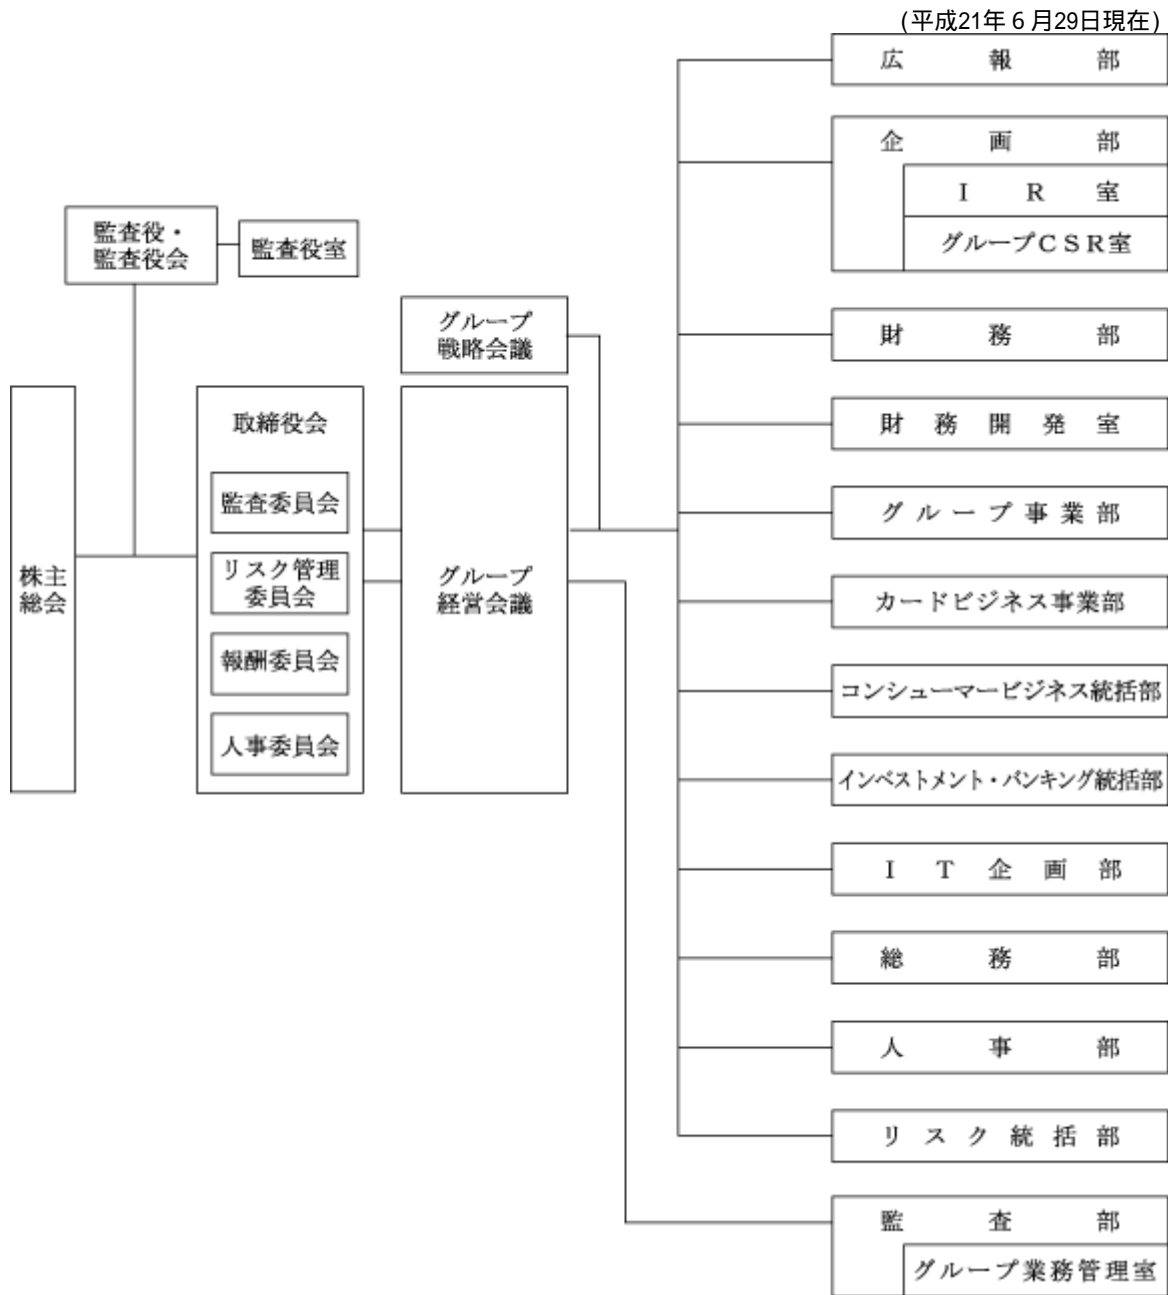 (平成21年6月29日現在)
監査役・
監査役会
監査役室
株主
総会
取締役会
監査委員会
リスク管理
委員会
報酬委員会
人事委員会
グループ
戦略会議
グループ
経営会議
広報部
企画部
IR室
グループCSR室
財務部
財務開発室
グループ事業部
カードビジネス事業部
コンシューマービジネス統括部
インベストメント・バンキング統括部
IT企画部
総務部
人事部
リスク統括部
監査部
グループ業務管理室